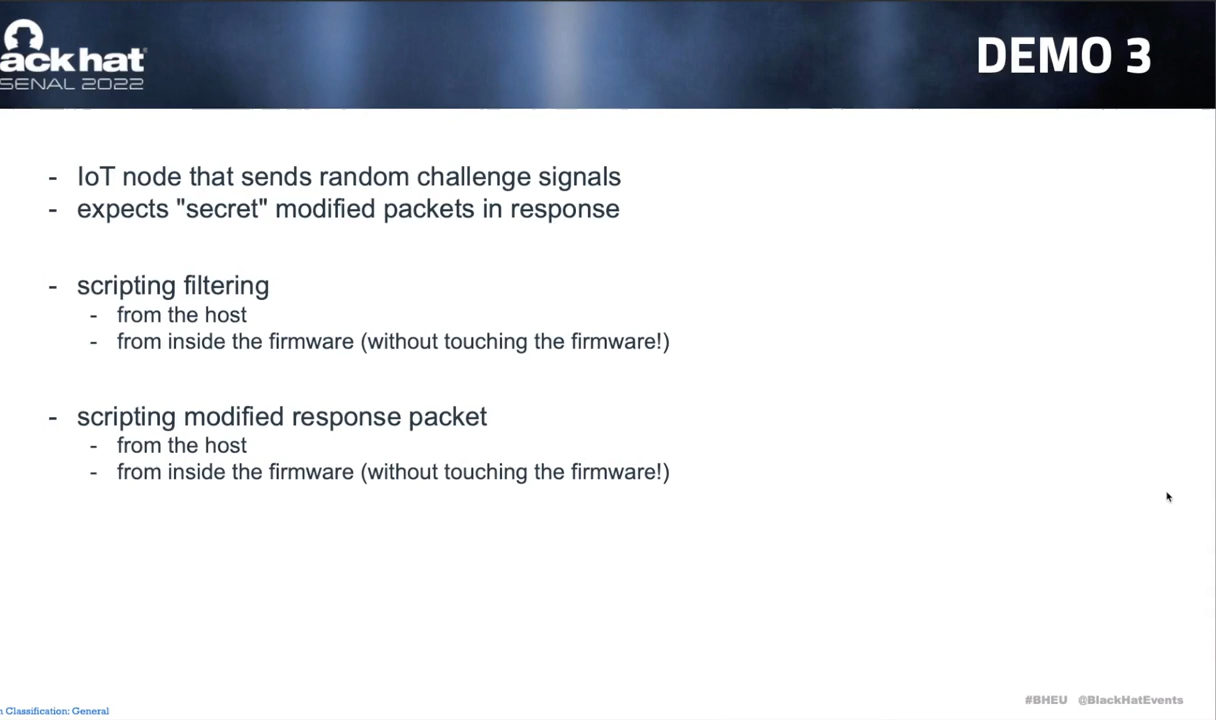 ack hat
SENAL 2022
DEMO 3
- IoT node that sends random challenge signals
- expects "secret" modified packets in response
- scripting filtering
- from the host
- from inside the firmware (without touching the firmware!)
- scripting modified response packet
- from the host
- from inside the firmware (without touching the firmware!)
#BHEU @BlackHatEvents
n Classification: General